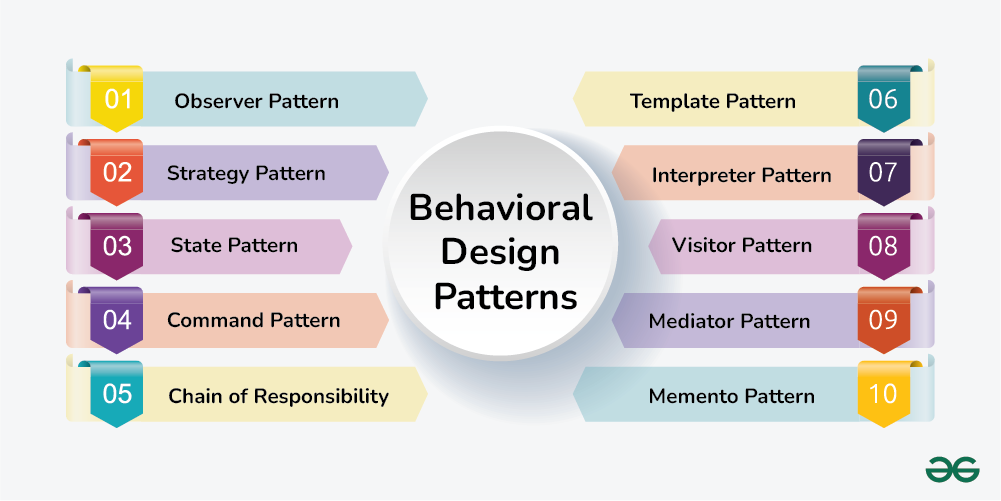 01 Observer Pattern
02 Strategy Pattern
03 State Pattern
04 Command Pattern
05 Chain of Responsibility
Behavioral
Design
Patterns
Template Pattern 06
Interpreter Pattern 07
Visitor Pattern 08
Mediator Pattern 09
Memento Pattern 10